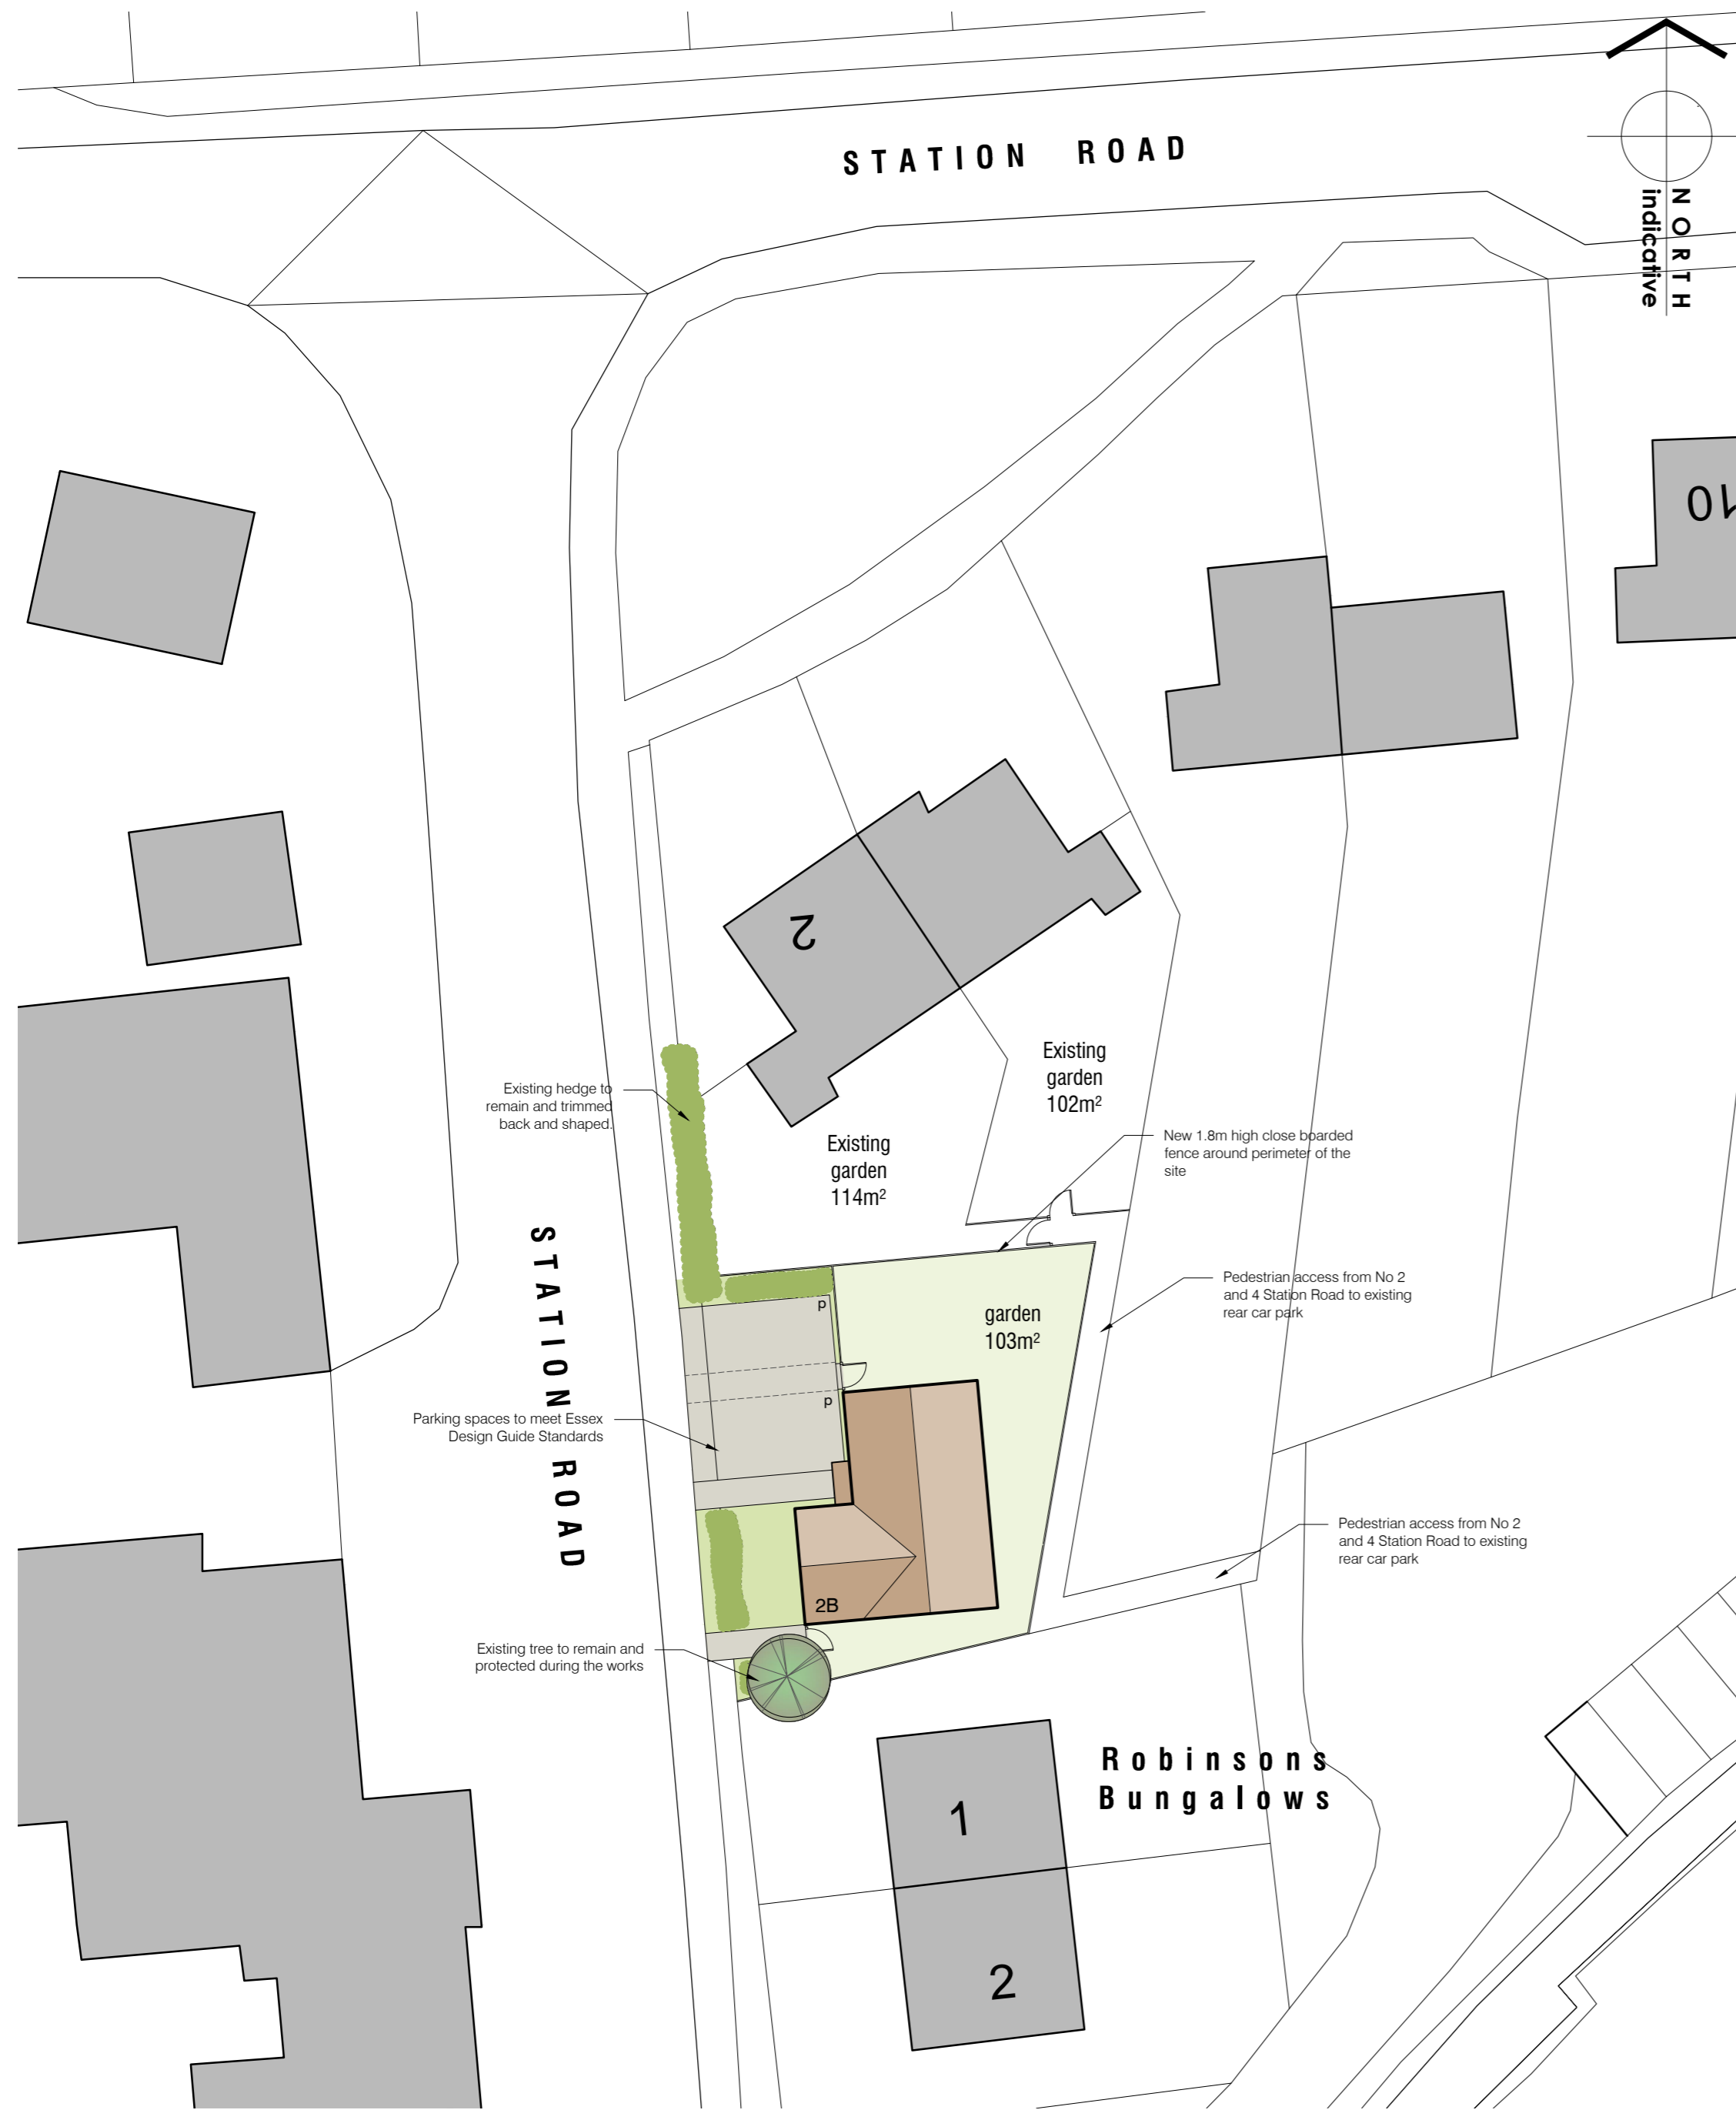 STATION ROAD
NORTH
indicative
10
2
Existing
garden
102m²
Existing hedge to
remain and trimmed
back and shaped.
Existing
garden
114m²
New 1.8m high close boarded
fence around perimeter of the
site
STATION ROAD
Pedestrian access from No 2
and 4 Station Road to existing
rear car park
p
garden
103m²
p
Parking spaces to meet Essex
Design Guide Standards
Pedestrian access from No 2
and 4 Station Road to existing
rear car park
2B
Existing tree to remain and
protected during the works
Robinsons
Bungalows
1
2